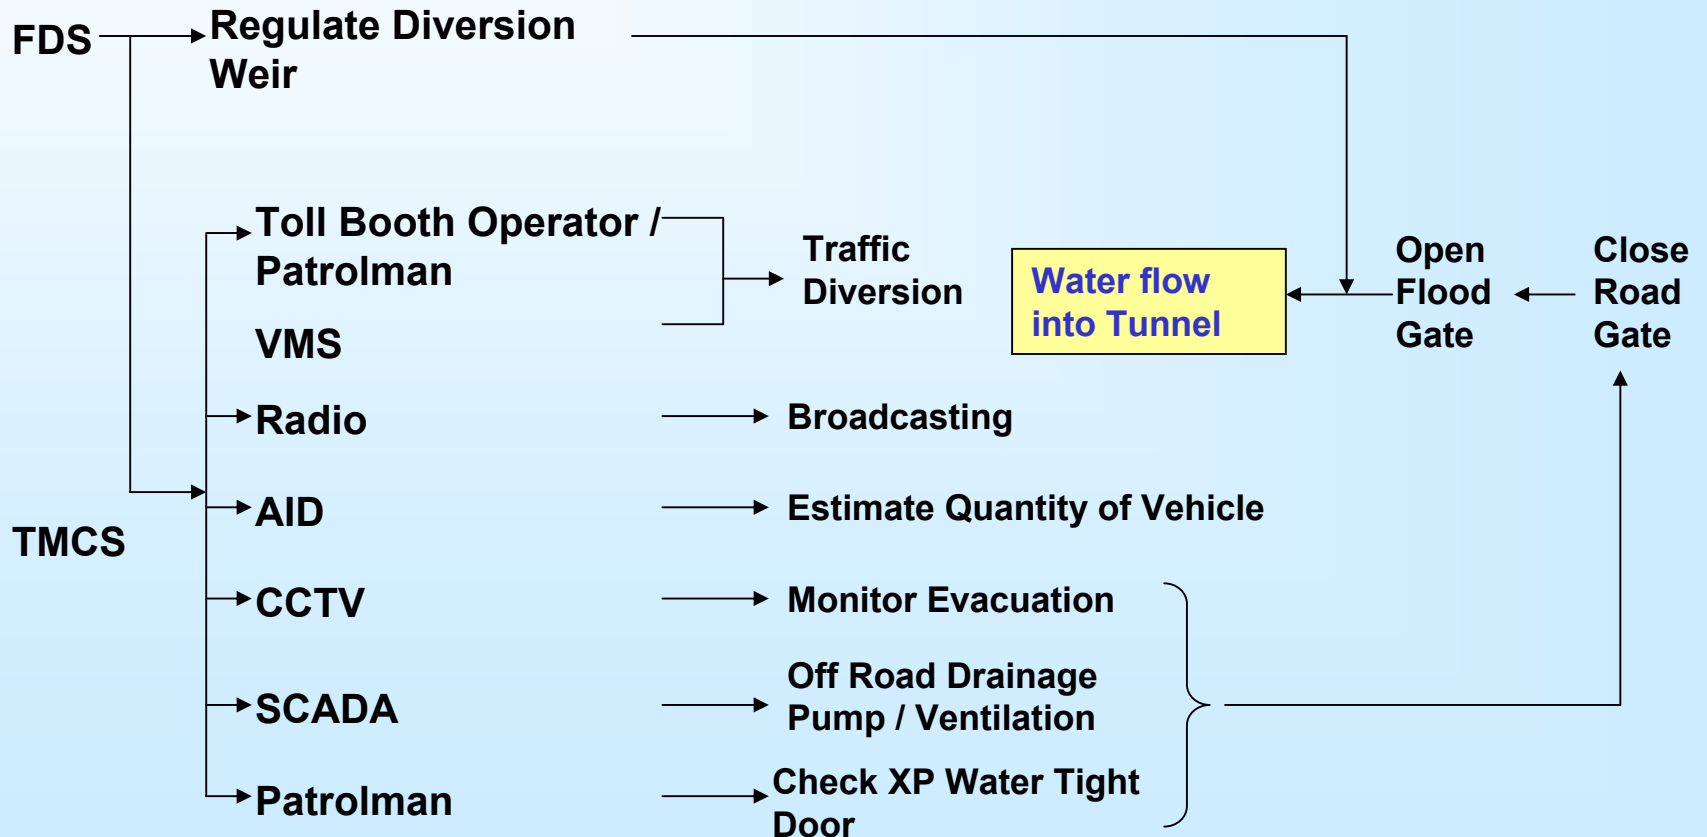 FDS
Regulate Diversion
Weir
Toll Booth Operator /
Patrolman
VMS
Traffic
Diversion
Water flow
into Tunnel
Open
Flood
Gate
Close
Road
Gate
Radio
Broadcasting
AID
Estimate Quantity of Vehicle
TMCS
CCTV
Monitor Evacuation
SCADA
Off Road Drainage
Pump / Ventilation
Patrolman
Check XP Water Tight
Door